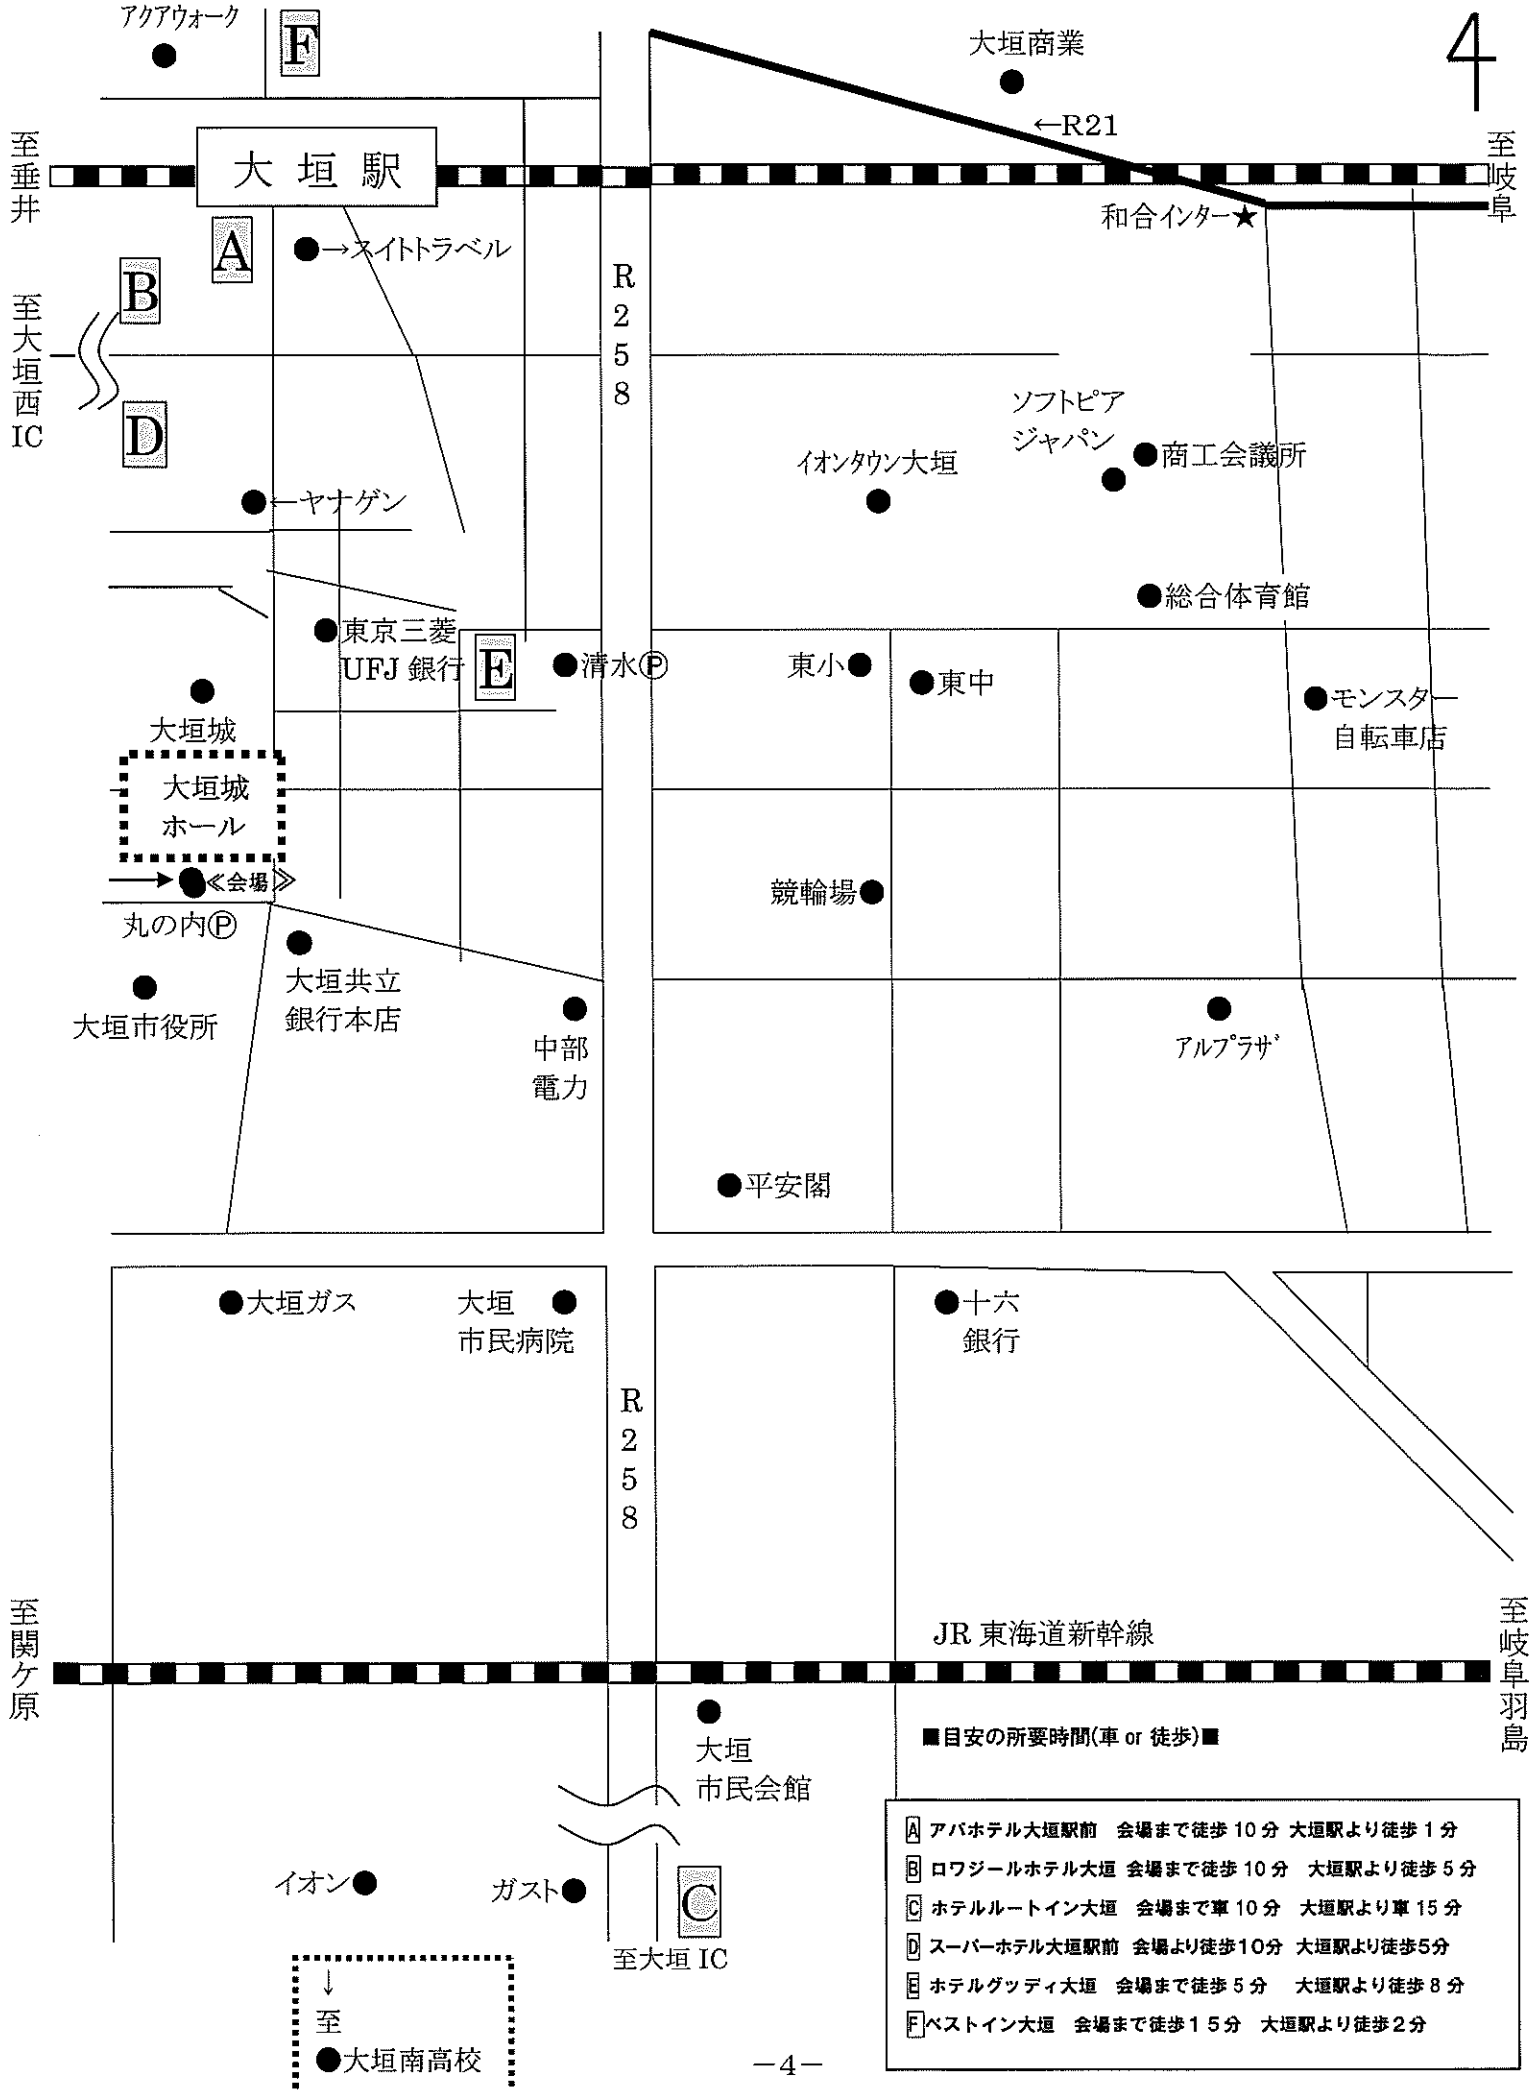 アクアウォーク
F
大垣商業
4
←R21
至垂井
大垣駅
至岐阜
和合インター★
A
→スイトトラベル
B
R258
至大垣西IC
D
ソフトピア
ジャパン
商工会議所
イオンタウン大垣
←ヤナゲン
総合体育館
東京三菱
UFJ銀行
E
清水Ⓟ
東小
東中
モンスター
自転車店
大垣城
大垣城
ホール
≪会場≫
丸の内Ⓟ
競輪場
大垣共立
銀行本店
大垣市役所
中部
電力
アルプラザ
平安閣
大垣ガス
大垣
市民病院
十六
銀行
R258
至関ケ原
JR 東海道新幹線
至岐阜羽島
大垣
市民会館
■目安の所要時間(車 or 徒歩)■
A アパホテル大垣駅前 会場まで徒歩 10 分 大垣駅より徒歩 1 分
B ロワジールホテル大垣 会場まで徒歩 10 分 大垣駅より徒歩 5 分
C ホテルルートイン大垣 会場まで車 10 分 大垣駅より車 15 分
D スーパーホテル大垣駅前 会場より徒歩10分 大垣駅より徒歩5分
E ホテルグッディ大垣 会場まで徒歩 5 分 大垣駅より徒歩 8 分
F ベストイン大垣 会場まで徒歩15分 大垣駅より徒歩2分
イオン
ガスト
C
至大垣 IC
↓
至
大垣南高校
－4－